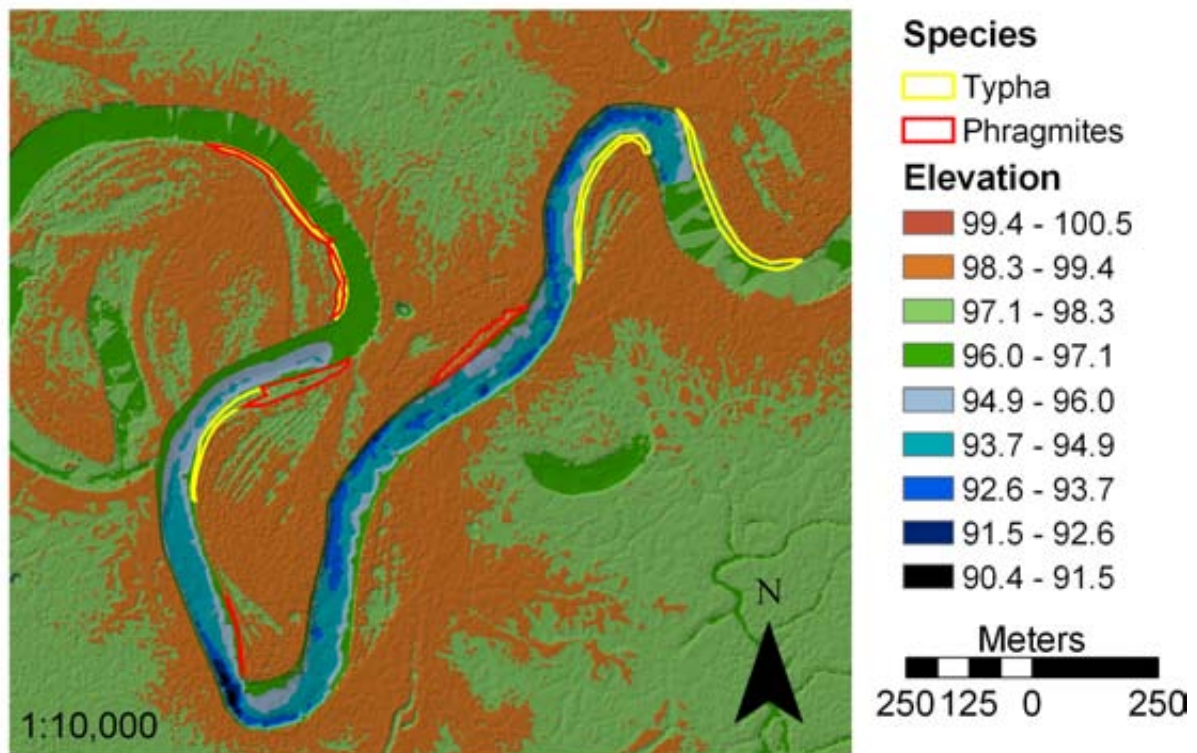 Species
Typha
Phragmites
Elevation
99.4 - 100.5
98.3 - 99.4
97.1 - 98.3
96.0 - 97.1
94.9 - 96.0
93.7 - 94.9
92.6 - 93.7
91.5 - 92.6
90.4 - 91.5
N
Meters
250 125 0 250
1:10,000